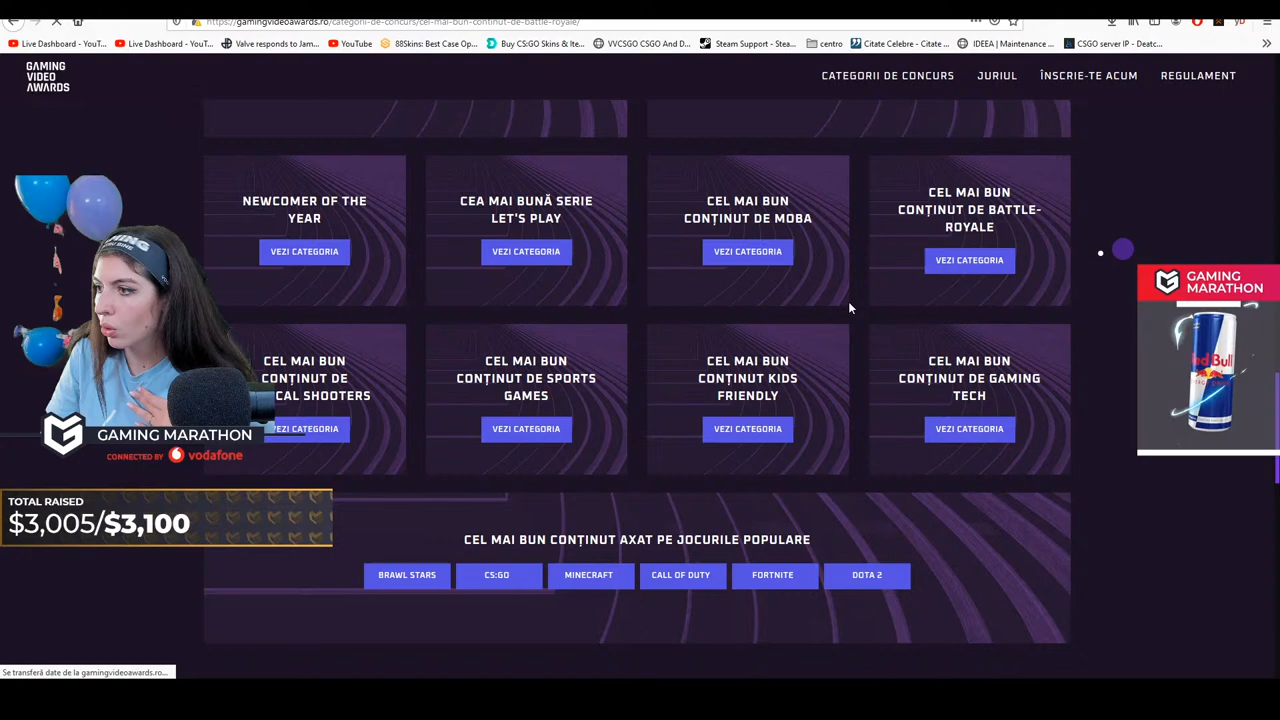 https://gamingvideoawards.ro/categorii-de-concurs/cel-mai-bun-continut-de-battle-royale/
Live Dashboard - YouT...
Live Dashboard - YouT...
Valve responds to Jam...
YouTube
88Skins: Best Case Op...
Buy CS:GO Skins & Ite...
VVCSGO CSGO And D...
Steam Support - Stea...
centro
Citate Celebre - Citate ...
IDEEA | Maintenance ...
CSGO server IP - Deatc...
GAMING
VIDEO
AWARDS
CATEGORII DE CONCURS
JURIUL
ÎNSCRIE-TE ACUM
REGULAMENT
NEWCOMER OF THE
YEAR
VEZI CATEGORIA
CEA MAI BUNĂ SERIE
LET'S PLAY
VEZI CATEGORIA
CEL MAI BUN
CONȚINUT DE MOBA
VEZI CATEGORIA
CEL MAI BUN
CONȚINUT DE BATTLE-
ROYALE
VEZI CATEGORIA
CEL MAI BUN
CONȚINUT DE
CAL SHOOTERS
VEZI CATEGORIA
CEL MAI BUN
CONȚINUT DE SPORTS
GAMES
VEZI CATEGORIA
CEL MAI BUN
CONȚINUT KIDS
FRIENDLY
VEZI CATEGORIA
CEL MAI BUN
CONȚINUT DE GAMING
TECH
VEZI CATEGORIA
GAMING
MARATHON
Red Bull
GAMING MARATHON
CONNECTED BY vodafone
TOTAL RAISED
$3,005/$3,100
CEL MAI BUN CONȚINUT AXAT PE JOCURILE POPULARE
BRAWL STARS
CS:GO
MINECRAFT
CALL OF DUTY
FORTNITE
DOTA 2
Se transferă date de la gamingvideoawards.ro...